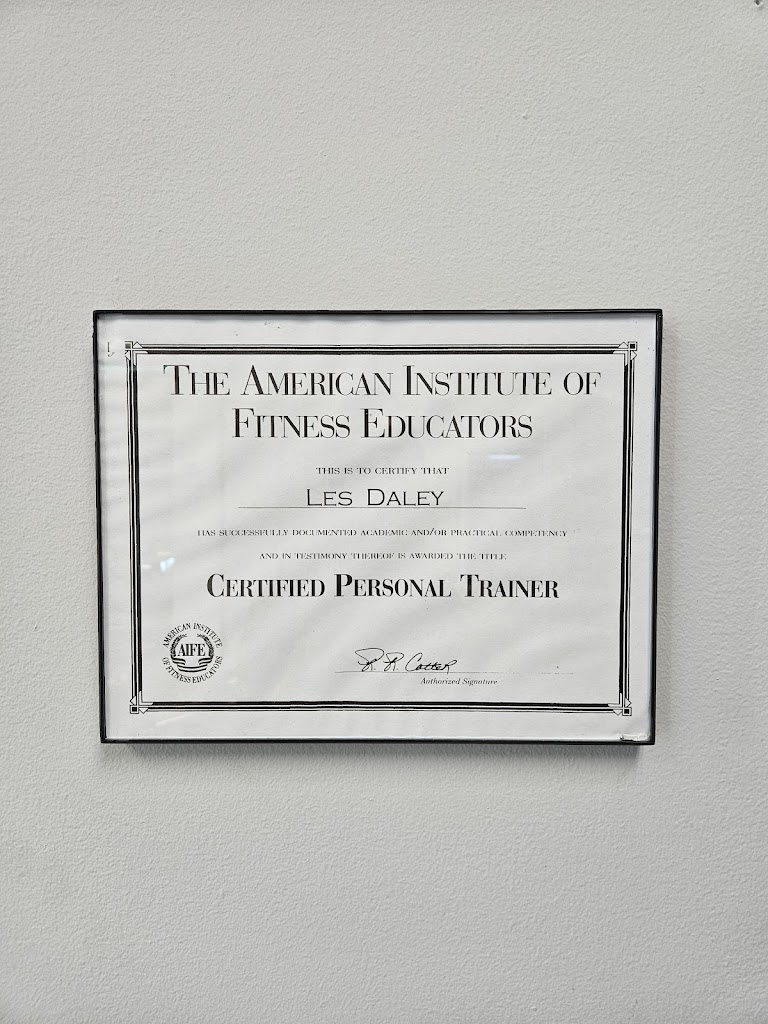 THE AMERICAN INSTITUTE OF
FITNESS EDUCATORS
THIS IS TO CERTIFY THAT
LES DALEY
HAS SUCCESSFULLY DOCUMENTED ACADEMIC AND/OR PRACTICAL COMPETENCY
AND IN TESTIMONY THEREOF IS AWARDED THE TITLE
CERTIFIED PERSONAL TRAINER
AMERICAN INSTITUTE
AIFE
OF FITNESS EDUCATORS
R. R. Cotter
Authorized Signature